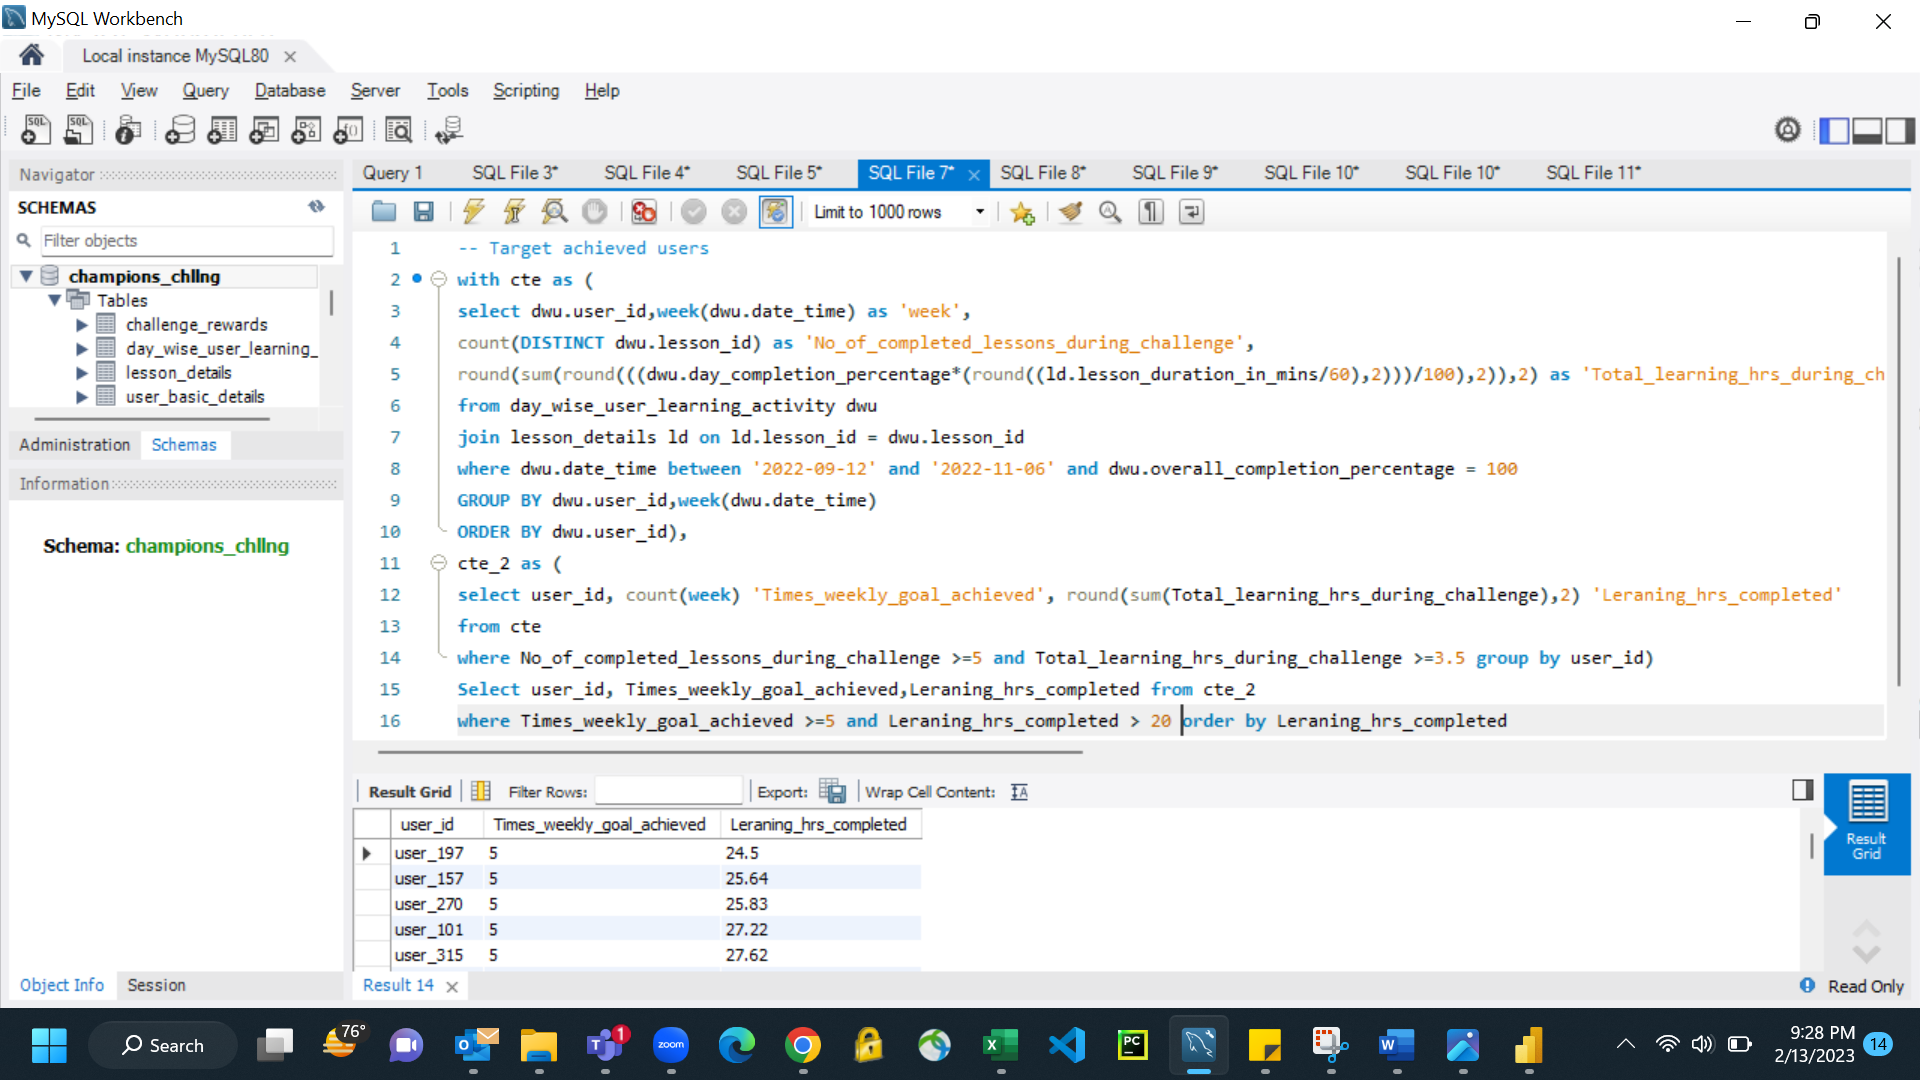 MySQL Workbench
Local instance MySQL80
File Edit View Query Database Server Tools Scripting Help
Navigator
SCHEMAS
Filter objects
champions_chllng
Tables
challenge_rewards
day_wise_user_learning_
lesson_details
user_basic_details
Administration Schemas
Information
Schema: champions_chllng
Object Info Session
Query 1 SQL File 3* SQL File 4* SQL File 5* SQL File 7* SQL File 8* SQL File 9* SQL File 10* SQL File 10* SQL File 11*
Limit to 1000 rows
1 -- Target achieved users
2 with cte as (
3 select dwu.user_id,week(dwu.date_time) as 'week',
4 count(DISTINCT dwu.lesson_id) as 'No_of_completed_lessons_during_challenge',
5 round(sum(round(((dwu.day_completion_percentage*(round((ld.lesson_duration_in_mins/60),2)))/100),2)),2) as 'Total_learning_hrs_during_ch
6 from day_wise_user_learning_activity dwu
7 join lesson_details ld on ld.lesson_id = dwu.lesson_id
8 where dwu.date_time between '2022-09-12' and '2022-11-06' and dwu.overall_completion_percentage = 100
9 GROUP BY dwu.user_id,week(dwu.date_time)
10 ORDER BY dwu.user_id),
11 cte_2 as (
12 select user_id, count(week) 'Times_weekly_goal_achieved', round(sum(Total_learning_hrs_during_challenge),2) 'Leraning_hrs_completed'
13 from cte
14 where No_of_completed_lessons_during_challenge >=5 and Total_learning_hrs_during_challenge >=3.5 group by user_id)
15 Select user_id, Times_weekly_goal_achieved,Leraning_hrs_completed from cte_2
16 where Times_weekly_goal_achieved >=5 and Leraning_hrs_completed > 20 order by Leraning_hrs_completed
Result Grid Filter Rows: Export: Wrap Cell Content:
user_id Times_weekly_goal_achieved Leraning_hrs_completed
user_197 5 24.5
user_157 5 25.64
user_270 5 25.83
user_101 5 27.22
user_315 5 27.62
Result
Grid
Result 14
Read Only
76°
Search
1
zoom
PC
9:28 PM
2/13/2023
14